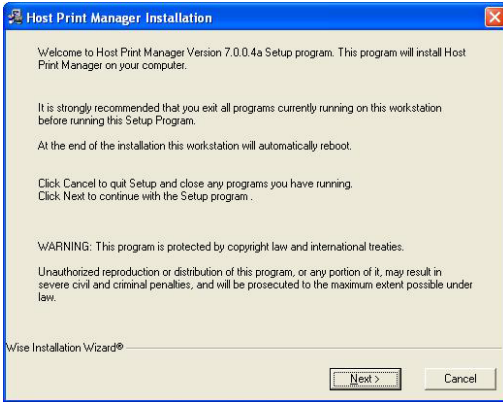 Host Print Manager Installation
Welcome to Host Print Manager Version 7.0.0.4a Setup program. This program will install Host
Print Manager on your computer.
It is strongly recommended that you exit all programs currently running on this workstation
before running this Setup Program.
At the end of the installation this workstation will automatically reboot.
Click Cancel to quit Setup and close any programs you have running.
Click Next to continue with the Setup program .
WARNING: This program is protected by copyright law and international treaties.
Unauthorized reproduction or distribution of this program, or any portion of it, may result in
severe civil and criminal penalties, and will be prosecuted to the maximum extent possible under
law.
Wise Installation Wizard®
Next >
Cancel